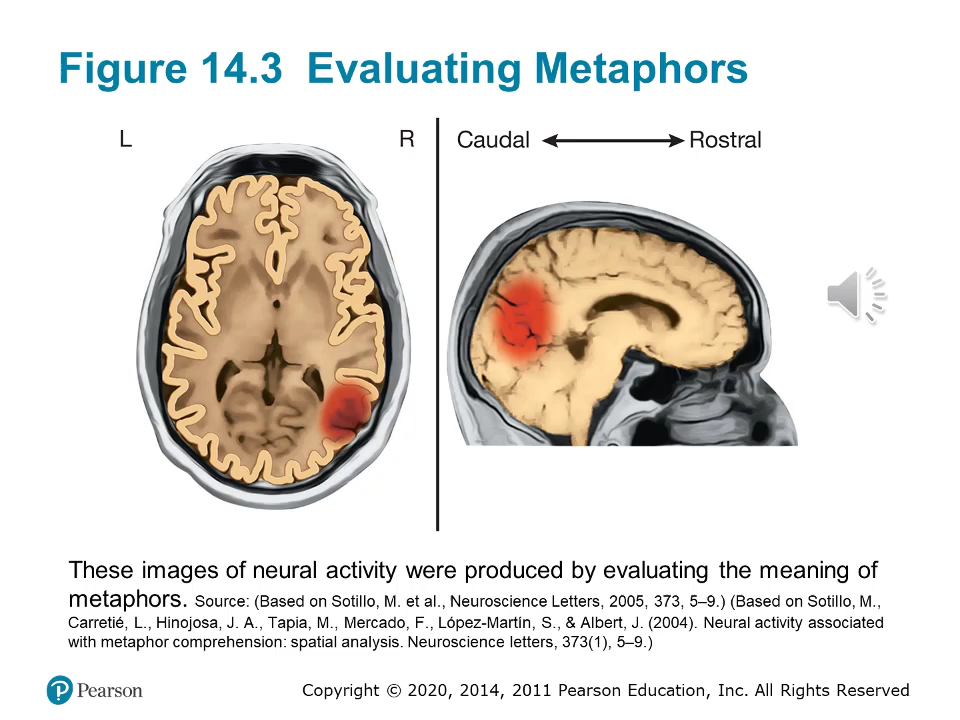 Figure 14.3 Evaluating Metaphors
L
R
Caudal
Rostral
These images of neural activity were produced by evaluating the meaning of
metaphors. Source: (Based on Sotillo, M. et al., Neuroscience Letters, 2005, 373, 5–9.) (Based on Sotillo, M.,
Carretié, L., Hinojosa, J. A., Tapia, M., Mercado, F., López-Martín, S., & Albert, J. (2004). Neural activity associated
with metaphor comprehension: spatial analysis. Neuroscience letters, 373(1), 5–9.)
Pearson
Copyright © 2020, 2014, 2011 Pearson Education, Inc. All Rights Reserved